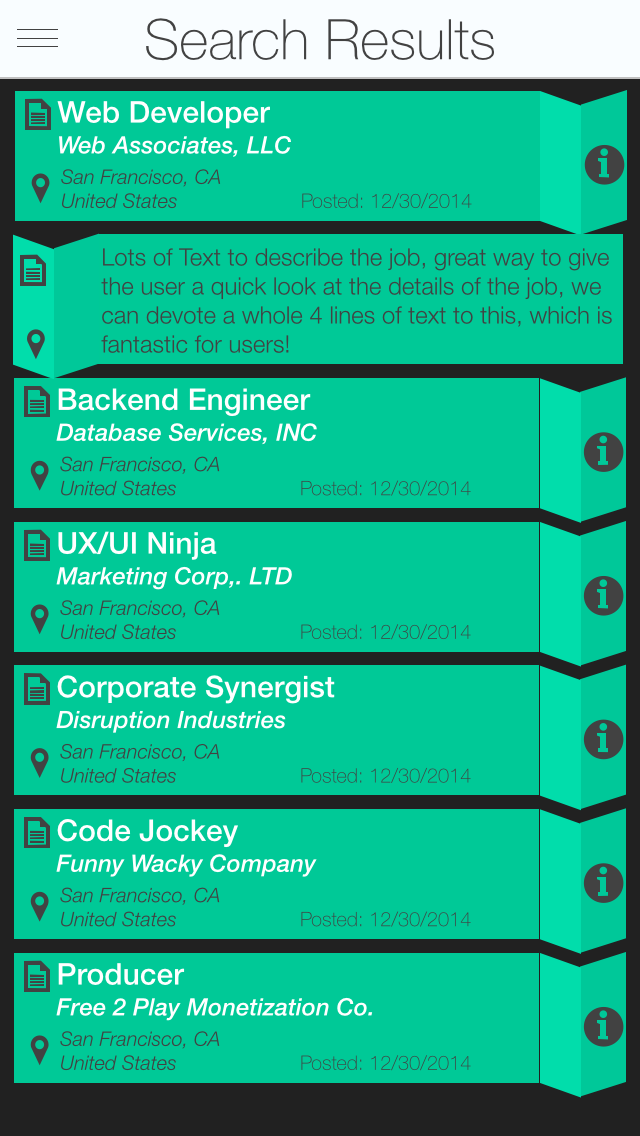 Search Results
Web Developer
Web Associates, LLC
San Francisco, CA
United States
Posted: 12/30/2014
Lots of Text to describe the job, great way to give
the user a quick look at the details of the job, we
can devote a whole 4 lines of text to this, which is
fantastic for users!
Backend Engineer
Database Services, INC
San Francisco, CA
United States
Posted: 12/30/2014
UX/UI Ninja
Marketing Corp,. LTD
San Francisco, CA
United States
Posted: 12/30/2014
Corporate Synergist
Disruption Industries
San Francisco, CA
United States
Posted: 12/30/2014
Code Jockey
Funny Wacky Company
San Francisco, CA
United States
Posted: 12/30/2014
Producer
Free 2 Play Monetization Co.
San Francisco, CA
United States
Posted: 12/30/2014